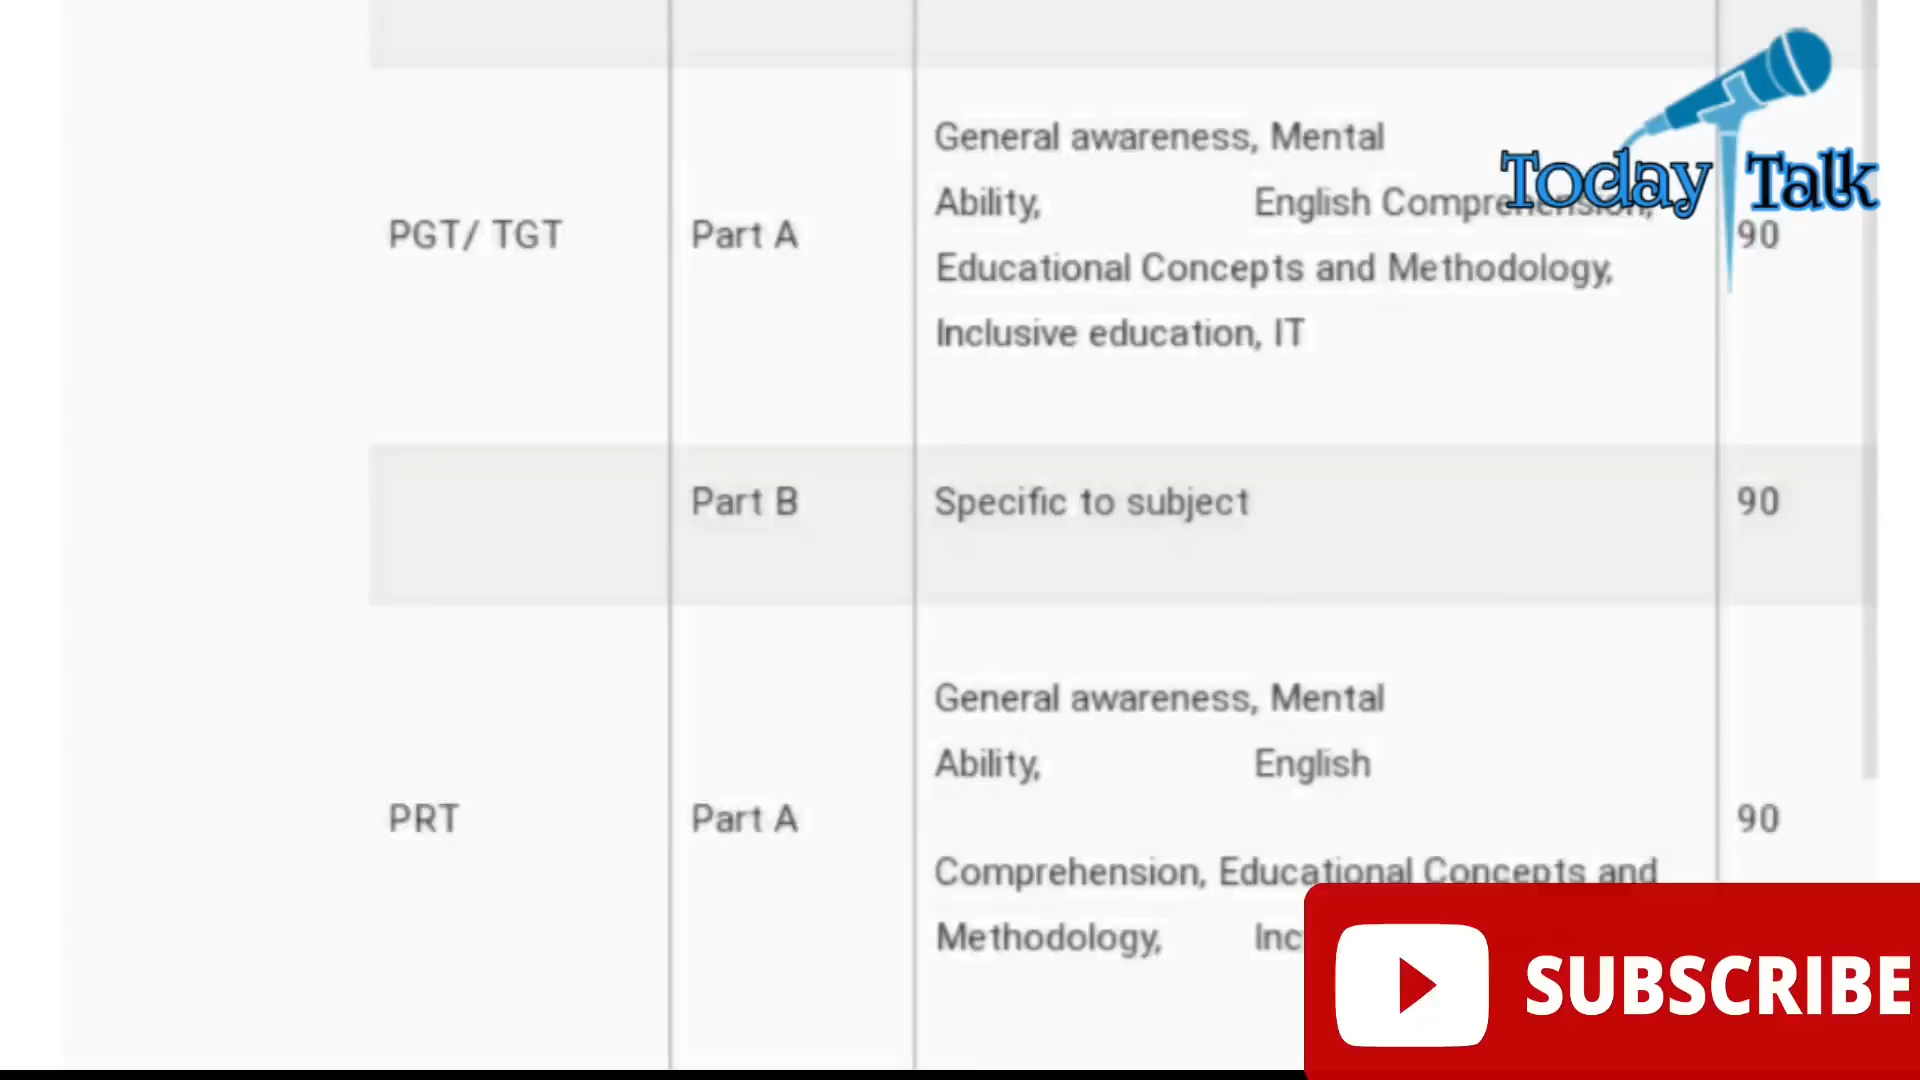 General awareness, Mental
Ability, English Comprehension,
PGT/ TGT Part A 90
Educational Concepts and Methodology,
Inclusive education, IT
Part B Specific to subject 90
General awareness, Mental
Ability, English
PRT Part A 90
Comprehension, Educational Concepts and
Methodology,
Today Talk
SUBSCRIBE